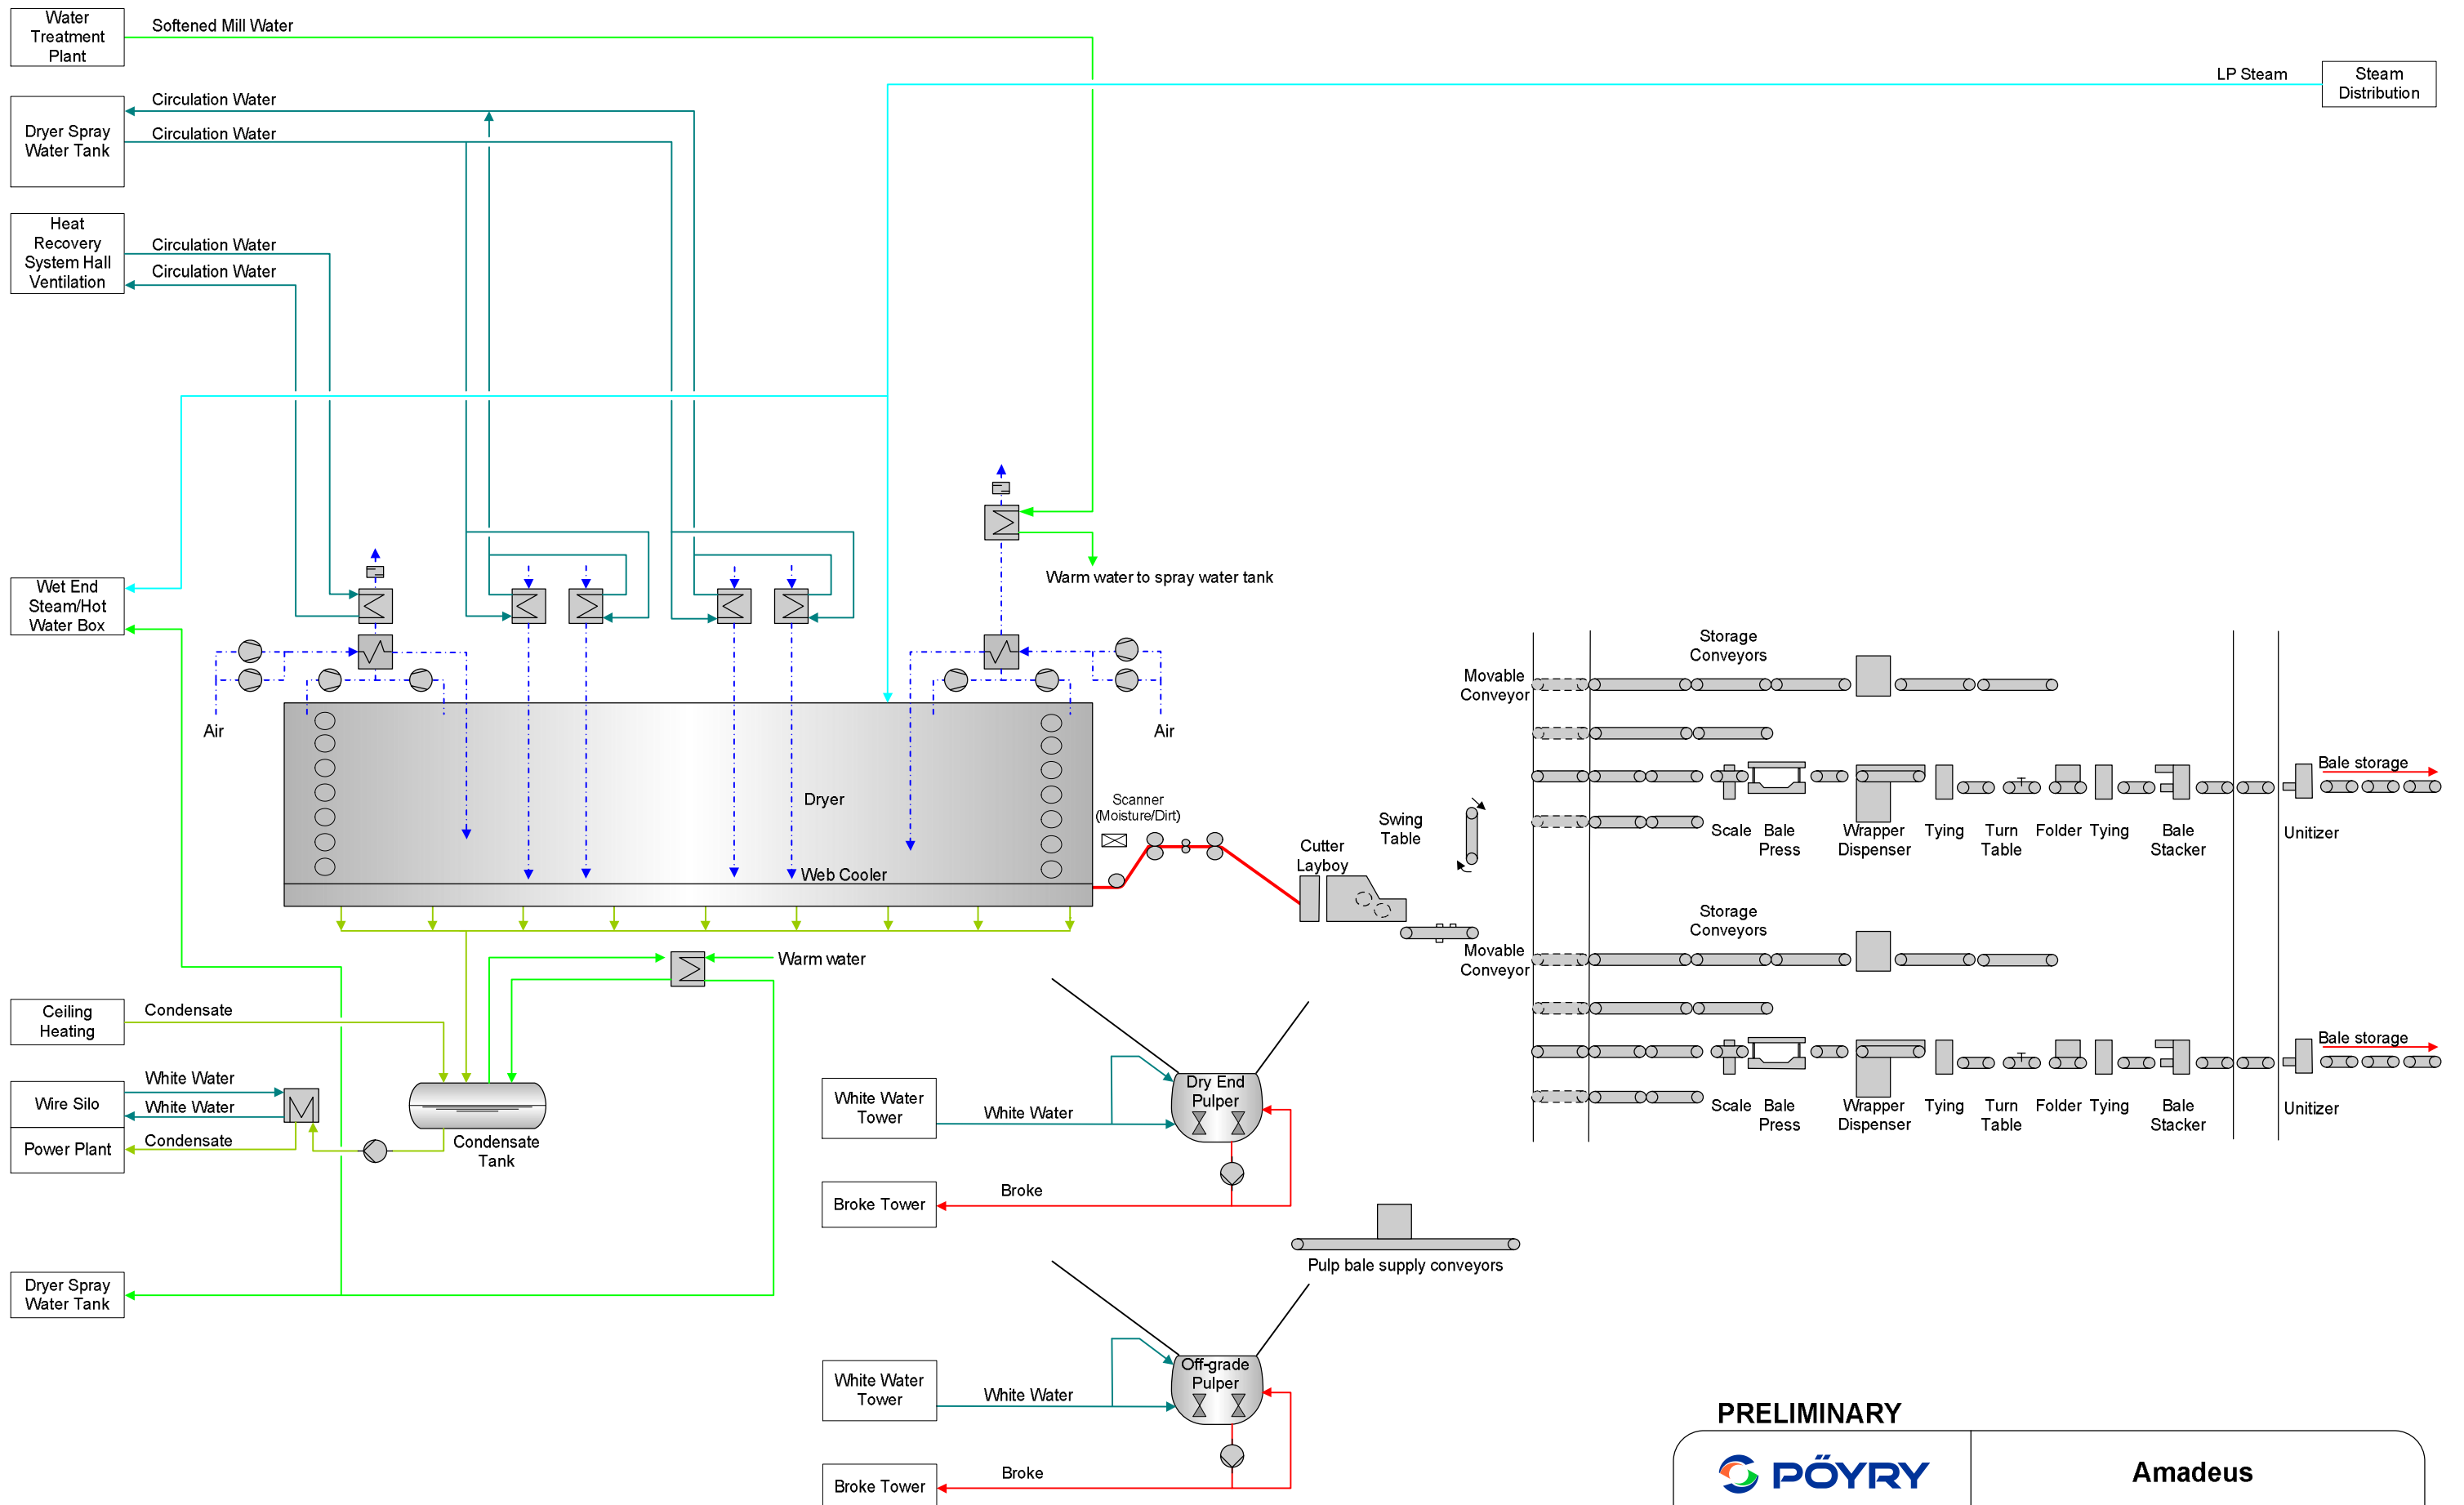 Water
Treatment
Plant
Softened Mill Water
LP Steam
Steam
Distribution
Circulation Water
Dryer Spray
Water Tank
Circulation Water
Heat
Recovery
System Hall
Ventilation
Circulation Water
Circulation Water
Wet End
Steam/Hot
Water Box
Warm water to spray water tank
Air
Air
Dryer
Web Cooler
Scanner
(Moisture/Dirt)
Cutter
Layboy
Swing
Table
Movable
Conveyor
Storage
Conveyors
Scale
Bale
Press
Wrapper
Dispenser
Tying
Turn
Table
Folder
Tying
Bale
Stacker
Unitizer
Bale storage
Movable
Conveyor
Storage
Conveyors
Scale
Bale
Press
Wrapper
Dispenser
Tying
Turn
Table
Folder
Tying
Bale
Stacker
Unitizer
Bale storage
Warm water
Ceiling
Heating
Condensate
Wire Silo
White Water
White Water
Power Plant
Condensate
Condensate
Tank
Dryer Spray
Water Tank
White Water
Tower
White Water
Dry End
Pulper
Broke Tower
Broke
Pulp bale supply conveyors
White Water
Tower
White Water
Off-grade
Pulper
Broke Tower
Broke
PRELIMINARY
PÖYRY
Amadeus